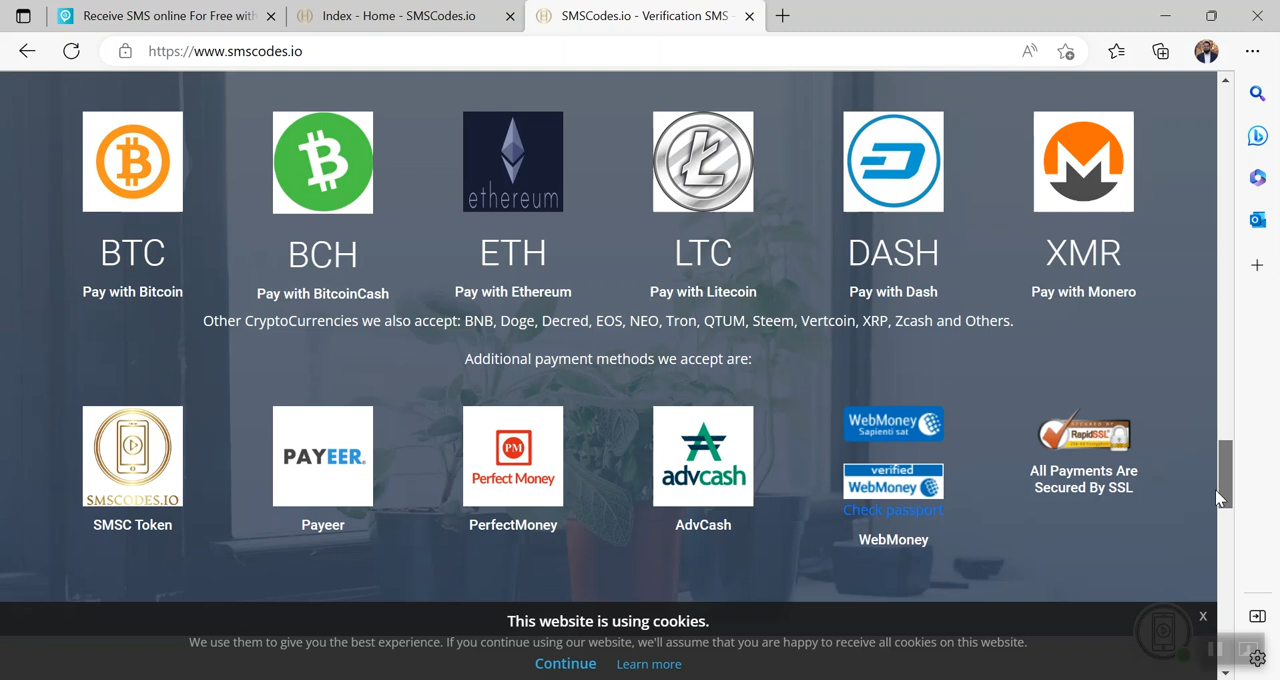 Receive SMS online For Free with
Index - Home - SMSCodes.io
SMSCodes.io - Verification SMS -
https://www.smscodes.io
ethereum
BTC
BCH
ETH
LTC
DASH
XMR
Pay with Bitcoin
Pay with BitcoinCash
Pay with Ethereum
Pay with Litecoin
Pay with Dash
Pay with Monero
Other CryptoCurrencies we also accept: BNB, Doge, Decred, EOS, NEO, Tron, QTUM, Steem, Vertcoin, XRP, Zcash and Others.
Additional payment methods we accept are:
SMSCODES.IO
PAYEER.
PM
Perfect Money
advcash
WebMoney
Sapienti sat
verified
WebMoney
Check passport
SECURED BY
RapidSSL
All Payments Are
Secured By SSL
SMSC Token
Payeer
PerfectMoney
AdvCash
WebMoney
This website is using cookies.
X
We use them to give you the best experience. If you continue using our website, we'll assume that you are happy to receive all cookies on this website.
Continue
Learn more